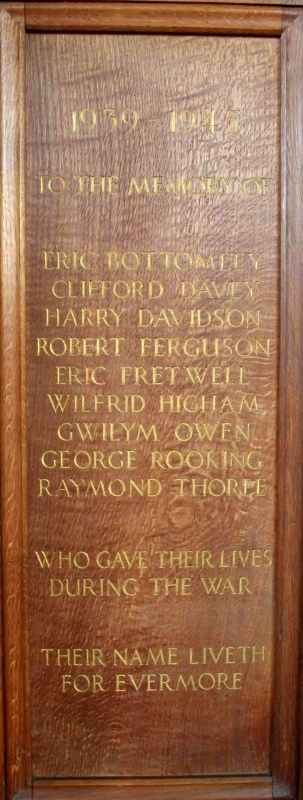 1939 - 1945
TO THE MEMORY OF
ERIC BOTTOMLEY
CLIFFORD DAVEY
HARRY DAVIDSON
ROBERT FERGUSON
ERIC FRETWELL
WILFRID HIGHAM
GWILYM OWEN
GEORGE ROOKING
RAYMOND THORPE
WHO GAVE THEIR LIVES
DURING THE WAR
THEIR NAME LIVETH
FOR EVERMORE